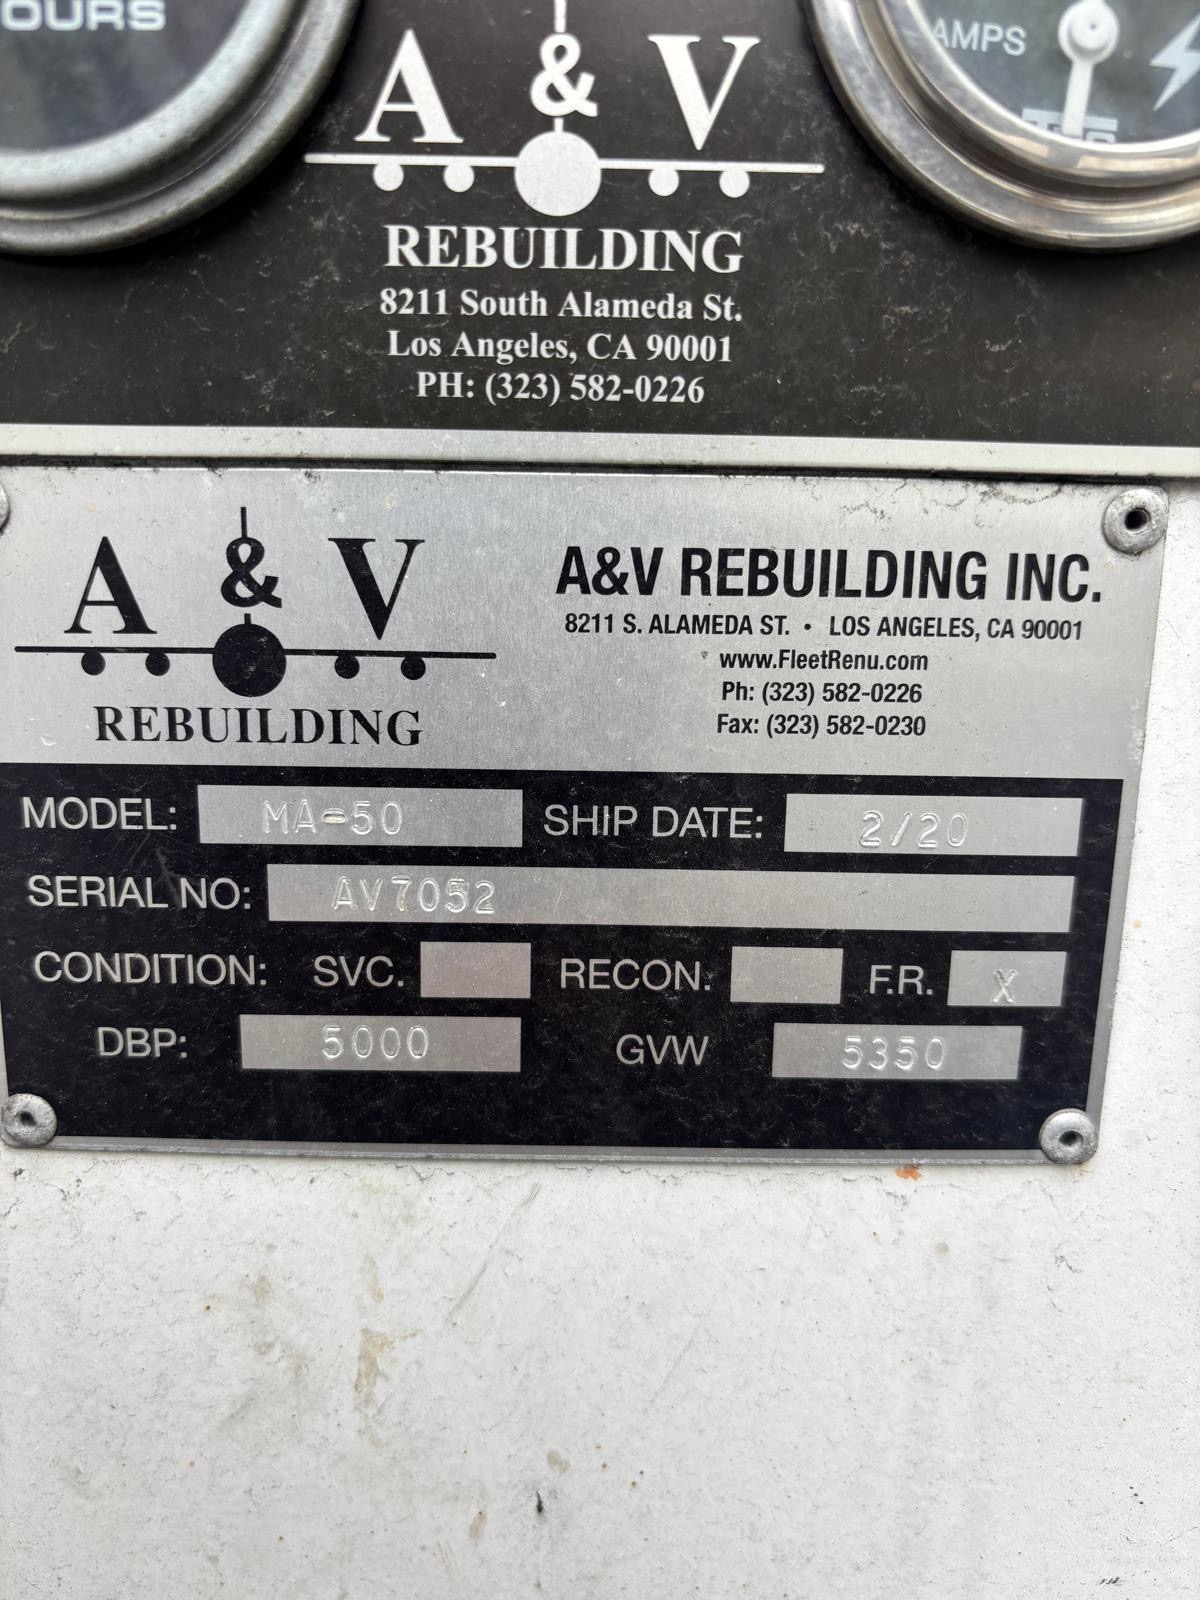 OURS
AMPS
A & V
REBUILDING
8211 South Alameda St.
Los Angeles, CA 90001
PH: (323) 582-0226
A & V
REBUILDING
A&V REBUILDING INC.
8211 S. ALAMEDA ST. • LOS ANGELES, CA 90001
www.FleetRenu.com
Ph: (323) 582-0226
Fax: (323) 582-0230
MODEL: MA-50 SHIP DATE: 2/20
SERIAL NO: AV7052
CONDITION: SVC. RECON. F.R. X
DBP: 5000 GVW 5350